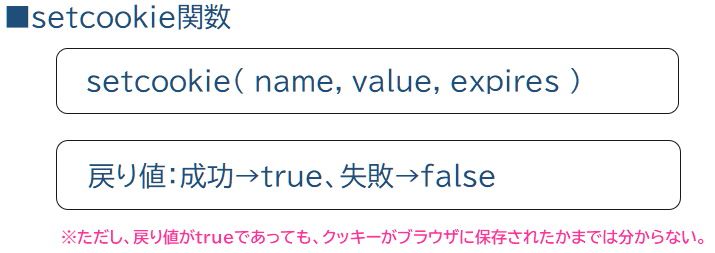 ■setcookie関数
setcookie( name, value, expires )
戻り値：成功→true、失敗→false
※ただし、戻り値がtrueであっても、クッキーがブラウザに保存されたかまでは分からない。